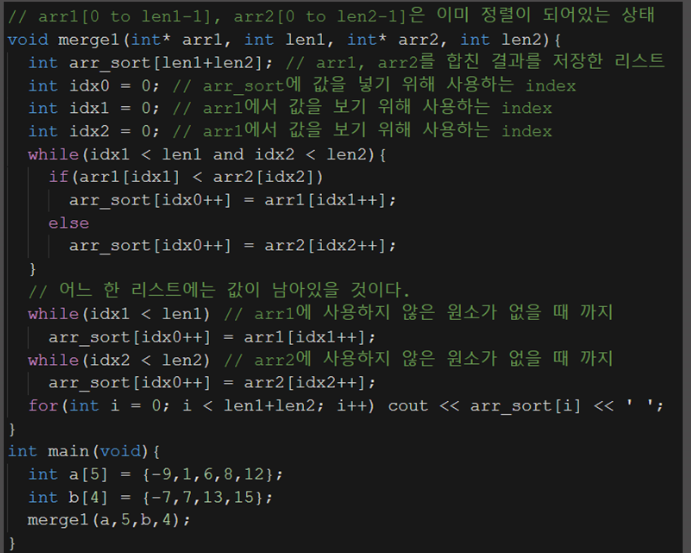 // arr1[0 to len1-1], arr2[0 to len2-1]은 이미 정렬이 되어있는 상태
void merge1(int* arr1, int len1, int* arr2, int len2){
  int arr_sort[len1+len2]; // arr1, arr2를 합친 결과를 저장한 리스트
  int idx0 = 0; // arr_sort에 값을 넣기 위해 사용하는 index
  int idx1 = 0; // arr1에서 값을 보기 위해 사용하는 index
  int idx2 = 0; // arr1에서 값을 보기 위해 사용하는 index
  while(idx1 < len1 and idx2 < len2){
    if(arr1[idx1] < arr2[idx2])
      arr_sort[idx0++] = arr1[idx1++];
    else
      arr_sort[idx0++] = arr2[idx2++];
  }
  // 어느 한 리스트에는 값이 남아있을 것이다.
  while(idx1 < len1) // arr1에 사용하지 않은 원소가 없을 때 까지
    arr_sort[idx0++] = arr1[idx1++];
  while(idx2 < len2) // arr2에 사용하지 않은 원소가 없을 때 까지
    arr_sort[idx0++] = arr2[idx2++];
  for(int i = 0; i < len1+len2; i++) cout << arr_sort[i] << ' ';
}
int main(void){
  int a[5] = {-9,1,6,8,12};
  int b[4] = {-7,7,13,15};
  merge1(a,5,b,4);
}